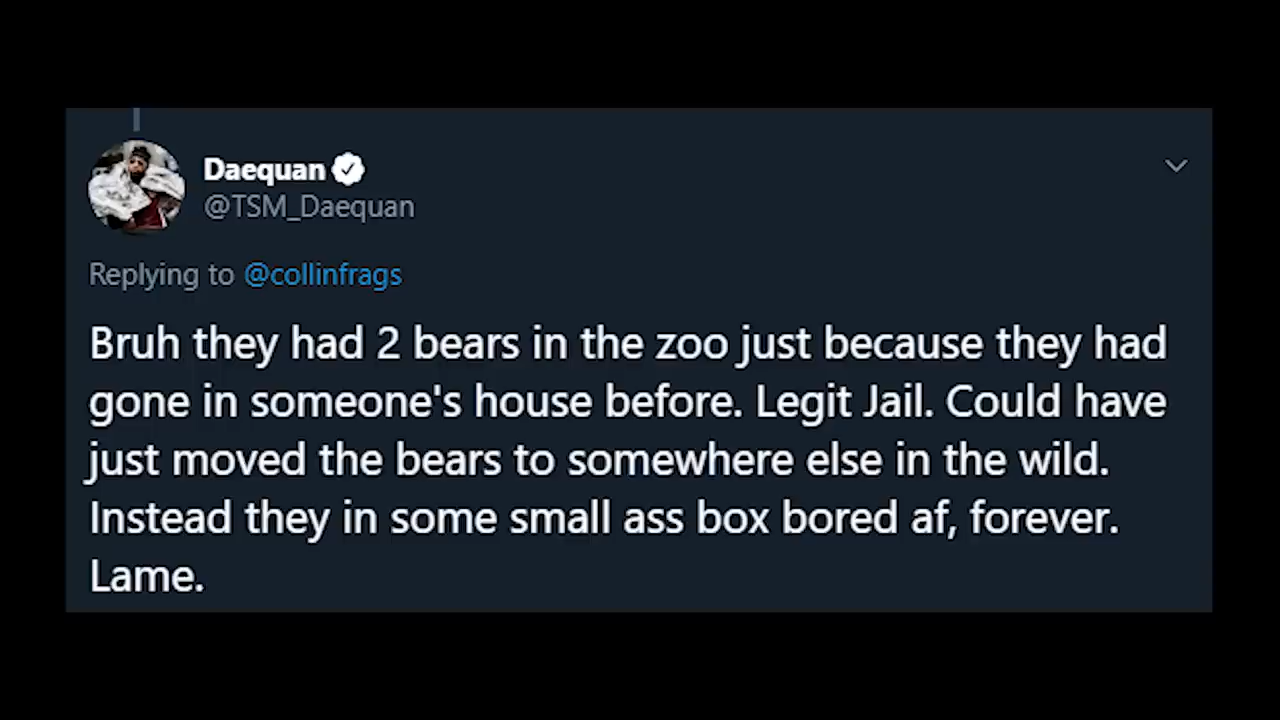 Daequan
@TSM_Daequan
Replying to @collinfrags
Bruh they had 2 bears in the zoo just because they had
gone in someone's house before. Legit Jail. Could have
just moved the bears to somewhere else in the wild.
Instead they in some small ass box bored af, forever.
Lame.